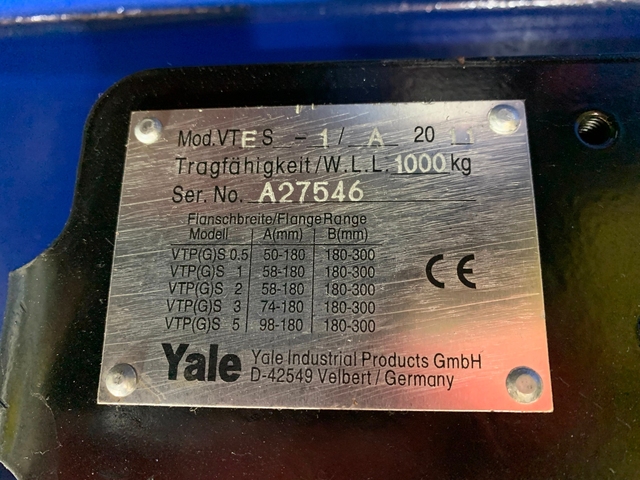 Mod.VTES - 1 / A 2011
Tragfähigkeit/W.L.L. 1000 kg
Ser. No. A27546
Flanschbreite/Flange Range
Modell A(mm) B(mm)
VTP(G)S 0.5 50-180 180-300
VTP(G)S 1 58-180 180-300
VTP(G)S 2 58-180 180-300
VTP(G)S 3 74-180 180-300
VTP(G)S 5 98-180 180-300
CE
Yale Yale Industrial Products GmbH
D-42549 Velbert / Germany